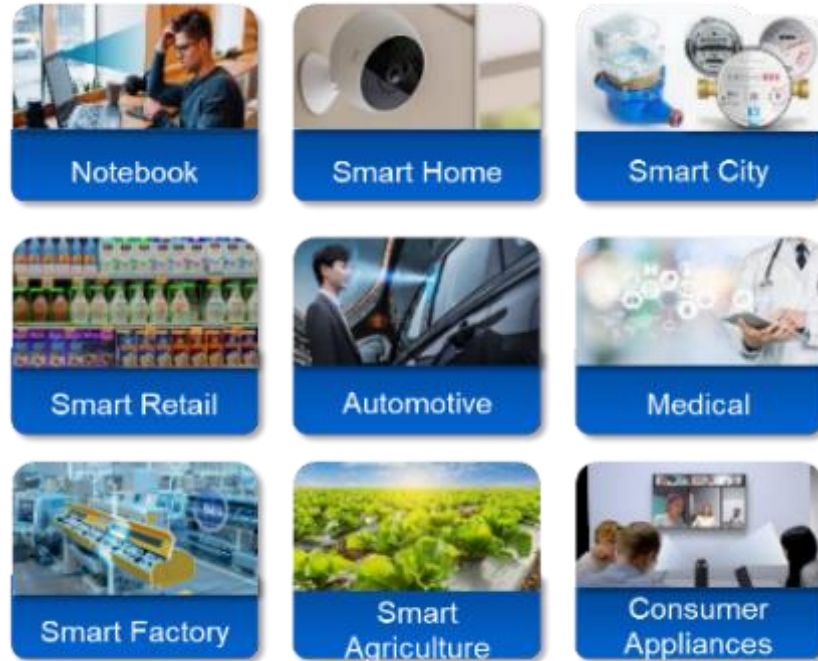 Notebook
Smart Home
Smart City
Smart Retail
Automotive
Medical
Smart Factory
Smart
Agriculture
Consumer
Appliances